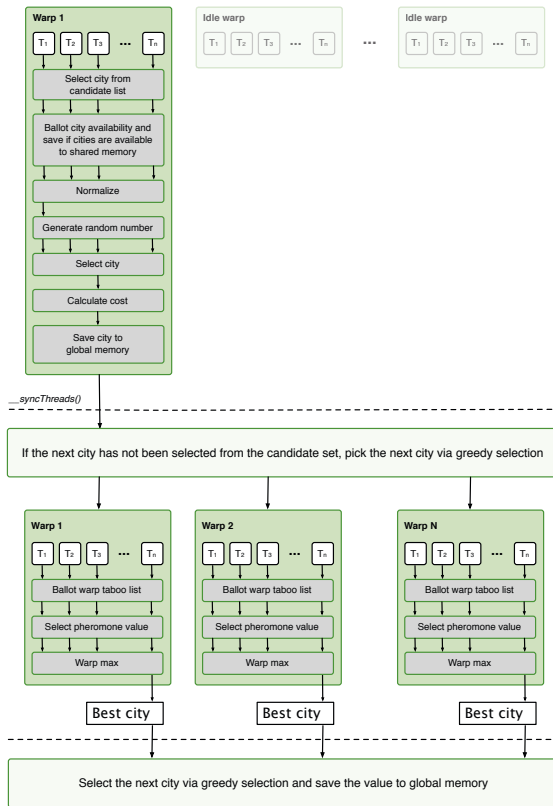 Warp 1
T1 T2 T3 ... Tn
Idle warp
T1 T2 T3 ... Tn
...
Idle warp
T1 T2 T3 ... Tn
Select city from
candidate list
Ballot city availability and
save if cities are available
to shared memory
Normalize
Generate random number
Select city
Calculate cost
Save city to
global memory
__syncThreads()
If the next city has not been selected from the candidate set, pick the next city via greedy selection
Warp 1
T1 T2 T3 ... Tn
Ballot warp taboo list
Select pheromone value
Warp max
Best city
Warp 2
T1 T2 T3 ... Tn
Ballot warp taboo list
Select pheromone value
Warp max
Best city
Warp N
T1 T2 T3 ... Tn
Ballot warp taboo list
Select pheromone value
Warp max
Best city
Select the next city via greedy selection and save the value to global memory